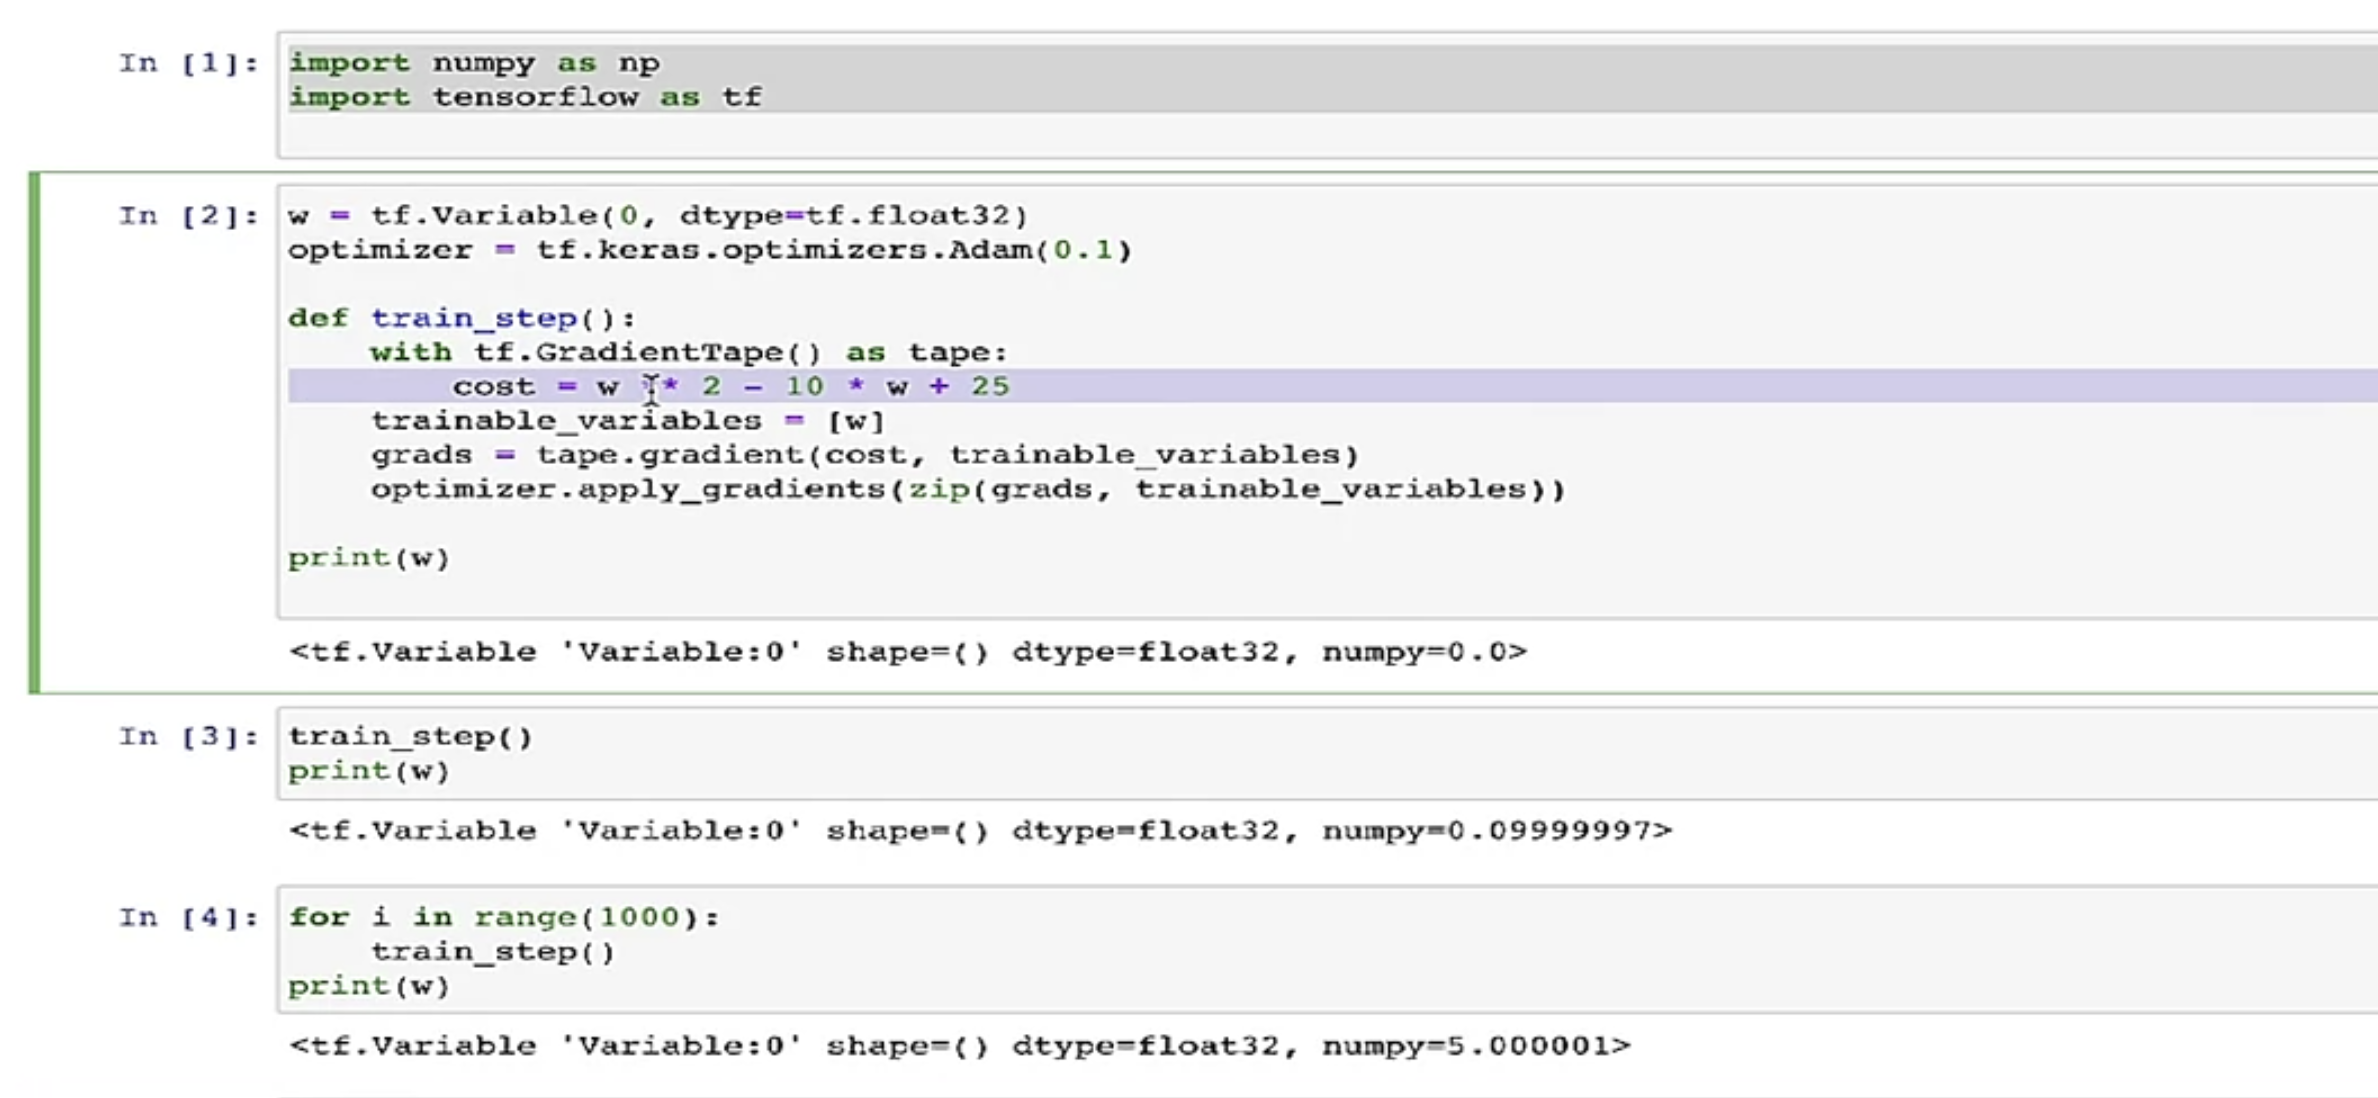 In [1]: import numpy as np
import tensorflow as tf
In [2]: w = tf.Variable(0, dtype=tf.float32)
optimizer = tf.keras.optimizers.Adam(0.1)
def train_step():
    with tf.GradientTape() as tape:
        cost = w ** 2 - 10 * w + 25
    trainable_variables = [w]
    grads = tape.gradient(cost, trainable_variables)
    optimizer.apply_gradients(zip(grads, trainable_variables))
print(w)
<tf.Variable 'Variable:0' shape=() dtype=float32, numpy=0.0>
In [3]: train_step()
print(w)
<tf.Variable 'Variable:0' shape=() dtype=float32, numpy=0.09999997>
In [4]: for i in range(1000):
    train_step()
print(w)
<tf.Variable 'Variable:0' shape=() dtype=float32, numpy=5.000001>